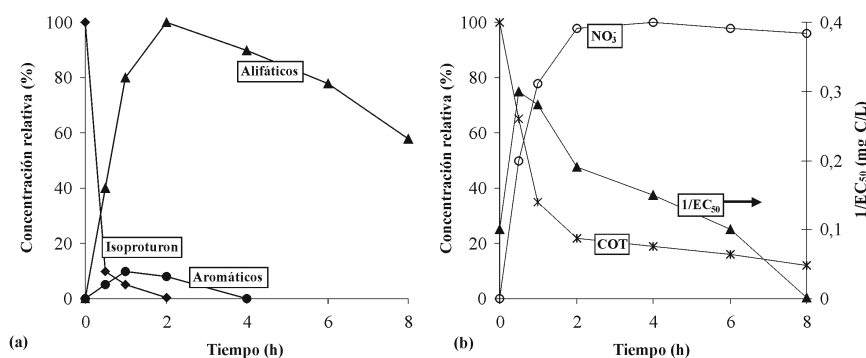 Concentración relativa (%)
100
80
60
40
20
0
Alifáticos
Isoproturon
Aromáticos
0
2
4
6
8
Tiempo (h)
(a)
Concentración relativa (%)
100
80
60
40
20
0
NO₃⁻
1/EC₅₀
COT
0,4
0,3
0,2
0,1
0
1/EC₅₀ (mg C/L)
0
2
4
6
8
Tiempo (h)
(b)